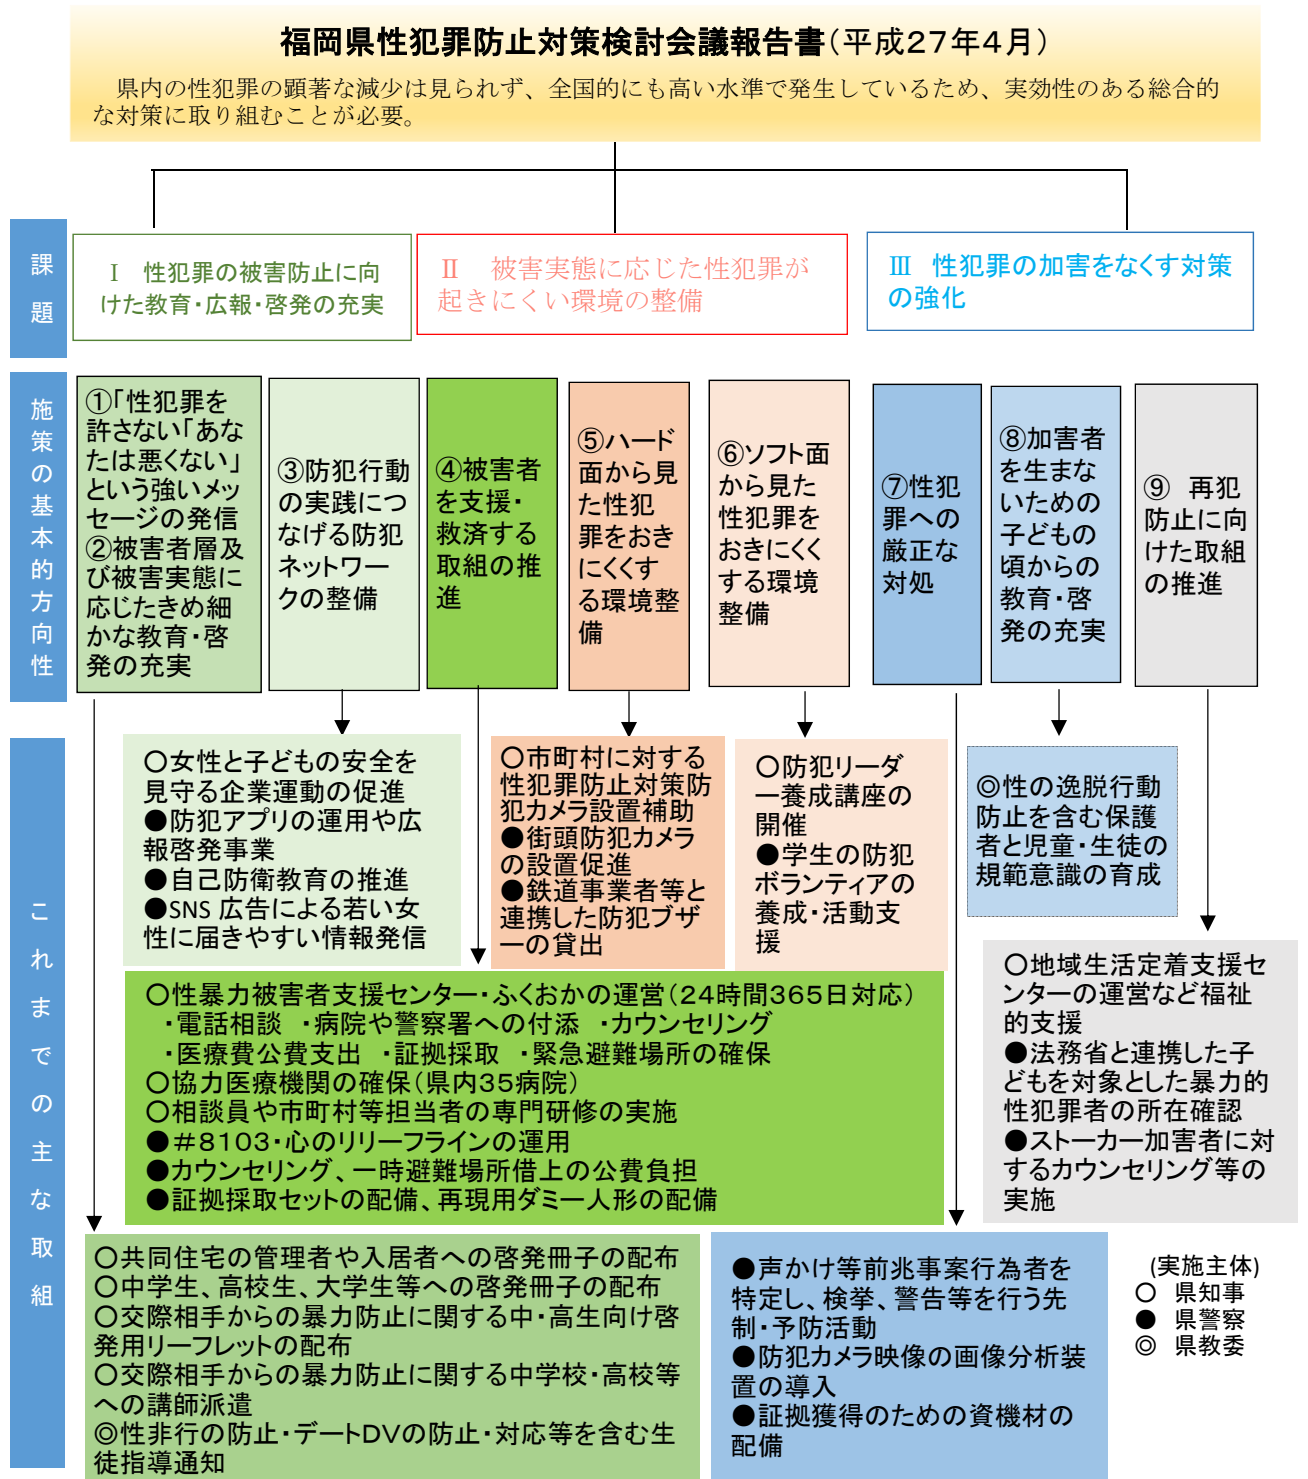 福岡県性犯罪防止対策検討会議報告書(平成27年4月)
県内の性犯罪の顕著な減少は見られず、全国的にも高い水準で発生しているため、実効性のある総合的
な対策に取り組むことが必要。
課題
Ⅰ 性犯罪の被害防止に向
けた教育・広報・啓発の充実
Ⅱ 被害実態に応じた性犯罪が
起きにくい環境の整備
Ⅲ 性犯罪の加害をなくす対策
の強化
施策の基本的方向性
①「性犯罪を
許さない「あな
たは悪くない」
という強いメッ
セージの発信
②被害者層及
び被害実態に
応じたきめ細
かな教育・啓
発の充実
③防犯行動
の実践につ
なげる防犯
ネットワー
クの整備
④被害者
を支援・
救済する
取組の推
進
⑤ハード
面から見
た性犯
罪をおき
にくくす
る環境整
備
⑥ソフト面
から見た
性犯罪を
おきにくく
する環境
整備
⑦性犯
罪への
厳正な
対処
⑧加害者
を生まな
いための
子どもの
頃からの
教育・啓
発の充実
⑨ 再犯
防止に向
けた取組
の推進
これまでの主な取組
○女性と子どもの安全を
見守る企業運動の促進
●防犯アプリの運用や広
報啓発事業
●自己防衛教育の推進
●SNS 広告による若い女
性に届きやすい情報発信
○市町村に対する
性犯罪防止対策防
犯カメラ設置補助
●街頭防犯カメラ
の設置促進
●鉄道事業者等と
連携した防犯ブザ
ーの貸出
○防犯リーダ
ー養成講座の
開催
●学生の防犯
ボランティアの
養成・活動支
援
◎性の逸脱行動
防止を含む保護
者と児童・生徒の
規範意識の育成
○性暴力被害者支援センター・ふくおかの運営(24時間365日対応)
・電話相談 ・病院や警察署への付添 ・カウンセリング
・医療費公費支出 ・証拠採取 ・緊急避難場所の確保
○協力医療機関の確保(県内35病院)
○相談員や市町村等担当者の専門研修の実施
●#8103・心のリリーフラインの運用
●カウンセリング、一時避難場所借上の公費負担
●証拠採取セットの配備、再現用ダミー人形の配備
○地域生活定着支援セ
ンターの運営など福祉
的支援
●法務省と連携した子
どもを対象とした暴力的
性犯罪者の所在確認
●ストーカー加害者に対
するカウンセリング等の
実施
○共同住宅の管理者や入居者への啓発冊子の配布
○中学生、高校生、大学生等への啓発冊子の配布
○交際相手からの暴力防止に関する中・高生向け啓
発用リーフレットの配布
○交際相手からの暴力防止に関する中学校・高校等
への講師派遣
◎性非行の防止・デートDVの防止・対応等を含む生
徒指導通知
●声かけ等前兆事案行為者を
特定し、検挙、警告等を行う先
制・予防活動
●防犯カメラ映像の画像分析装
置の導入
●証拠獲得のための資機材の
配備
(実施主体)
○ 県知事
● 県警察
◎ 県教委